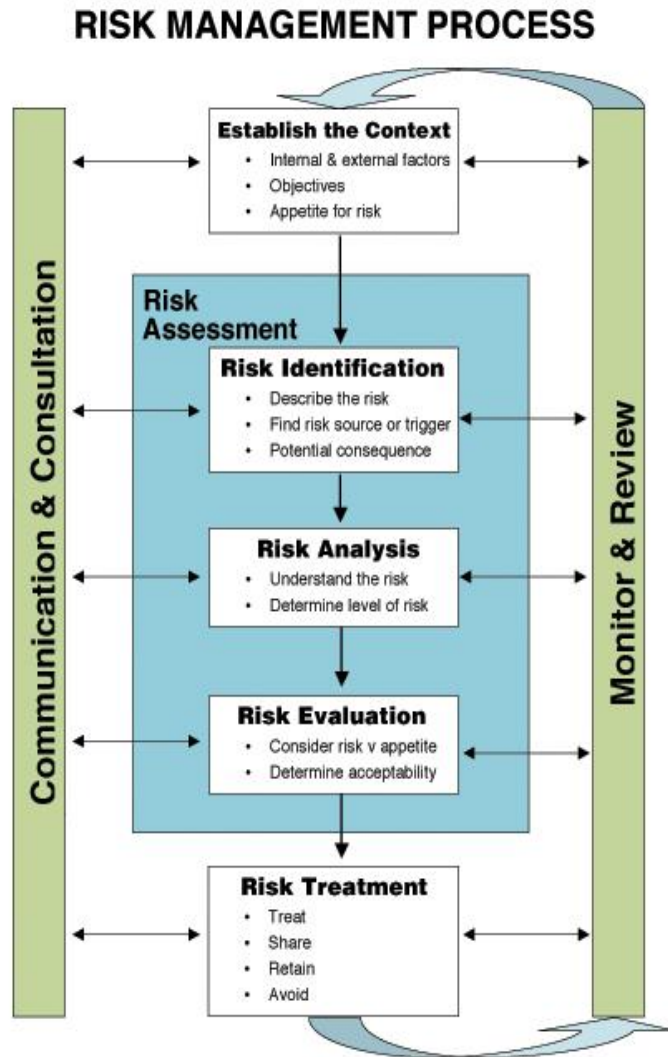 RISK MANAGEMENT PROCESS
Communication & Consultation
Establish the Context
• Internal & external factors
• Objectives
• Appetite for risk
Risk
Assessment
Risk Identification
• Describe the risk
• Find risk source or trigger
• Potential consequence
Risk Analysis
• Understand the risk
• Determine level of risk
Risk Evaluation
• Consider risk v appetite
• Determine acceptability
Risk Treatment
• Treat
• Share
• Retain
• Avoid
Monitor & Review